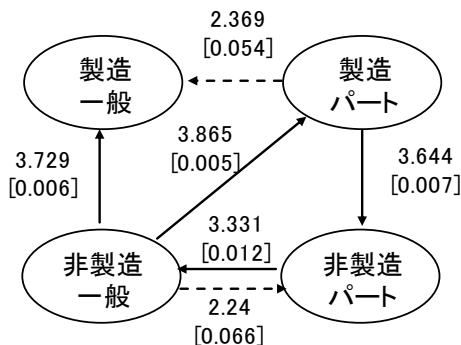 2.369
[0.054]
製造
一般
製造
パート
3.865
[0.005]
3.729
[0.006]
3.644
[0.007]
3.331
[0.012]
非製造
一般
非製造
パート
2.24
[0.066]